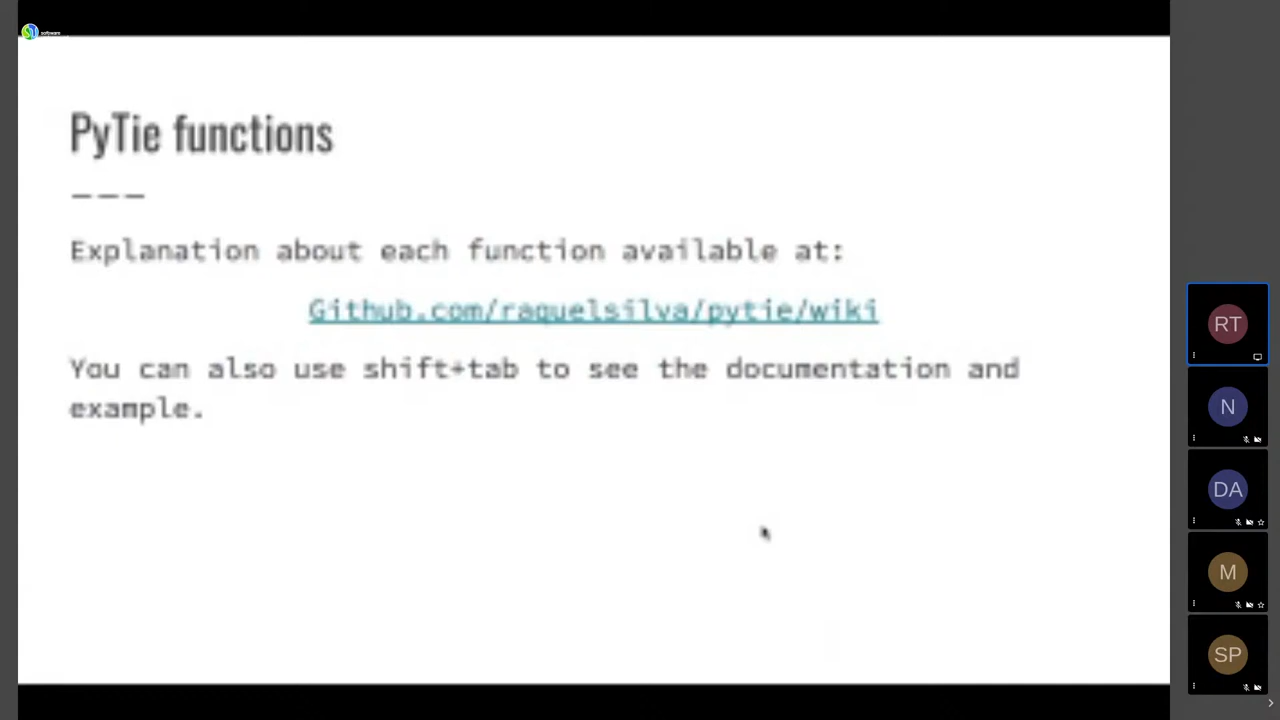 software
PyTie functions
———
Explanation about each function available at:
Github.com/raquelsilva/pytie/wiki
You can also use shift+tab to see the documentation and
example.
RT
N
DA
M
SP